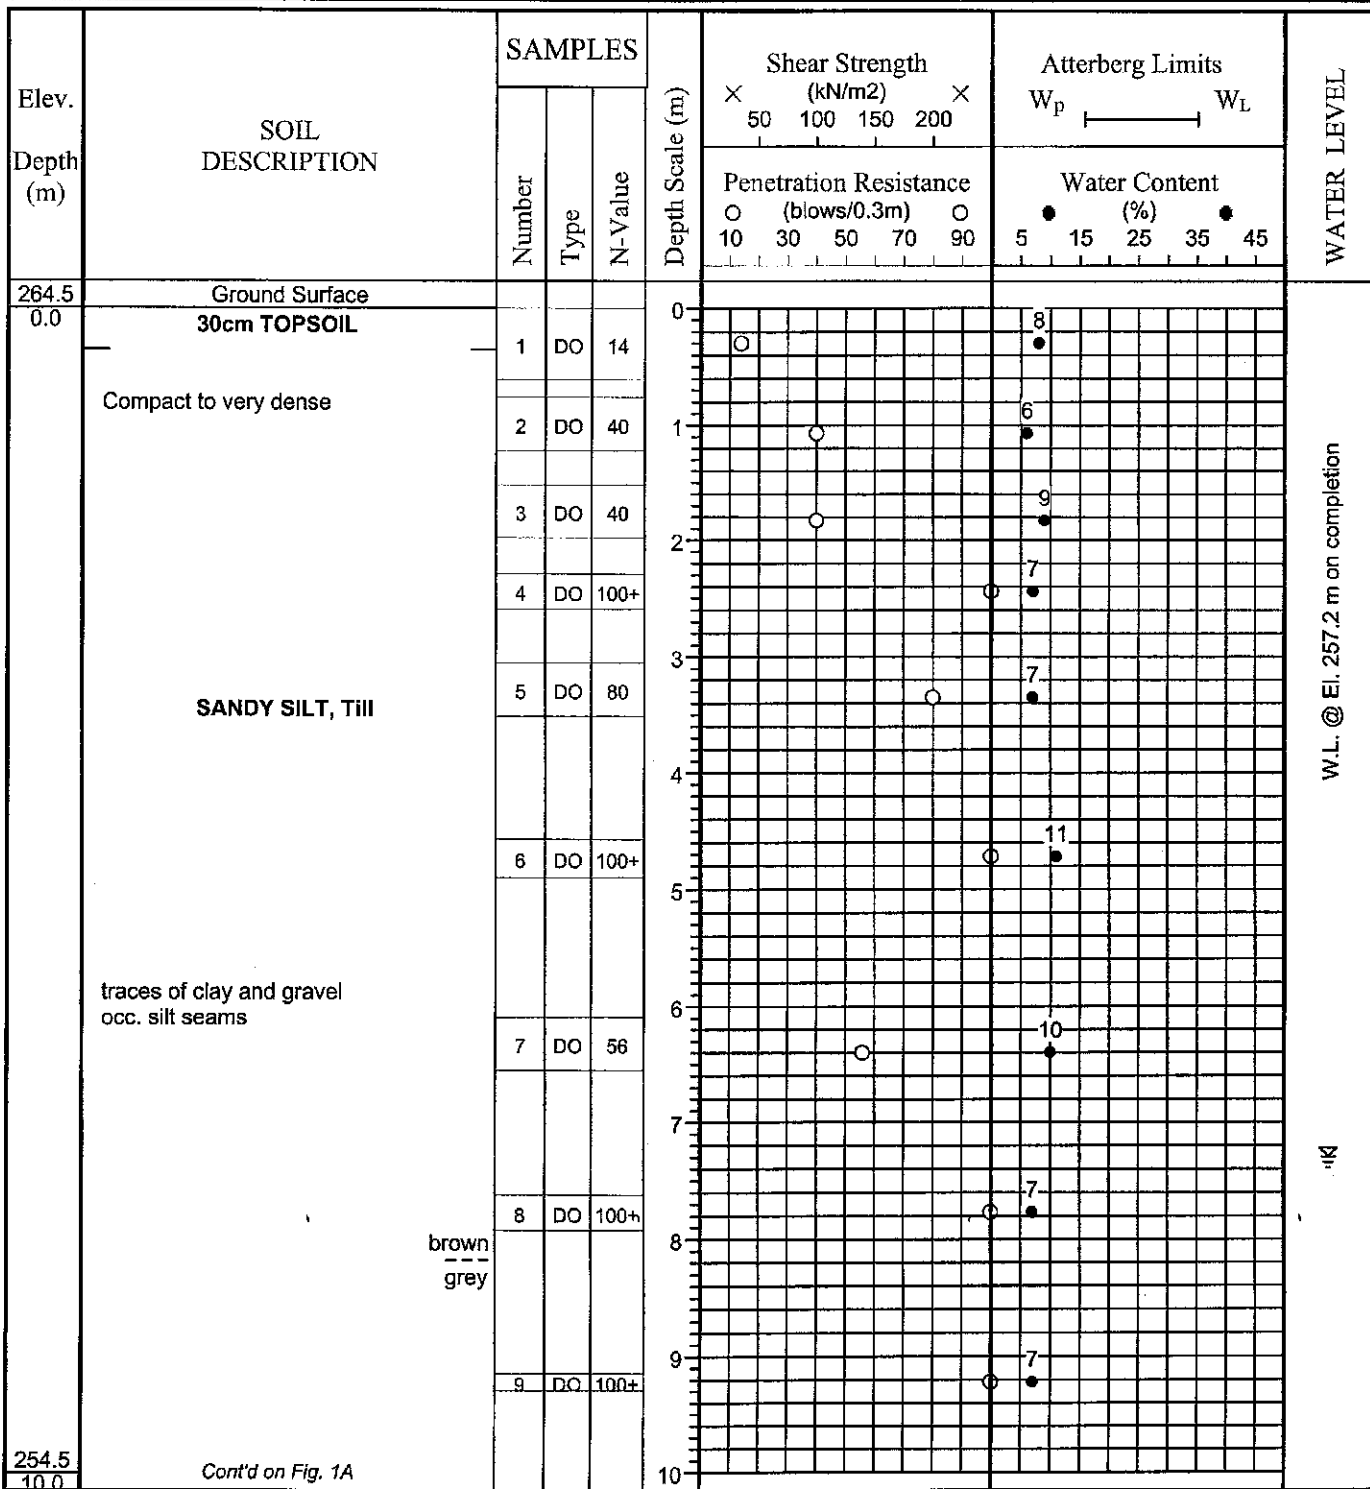 Elev.
Depth
(m)
SOIL
DESCRIPTION
SAMPLES
Number
Type
N-Value
Depth Scale (m)
Shear Strength
× (kN/m2) ×
50 100 150 200
Penetration Resistance
O (blows/0.3m) O
10 30 50 70 90
Atterberg Limits
Wp WL
Water Content
● (%) ●
5 15 25 35 45
WATER LEVEL
264.5 Ground Surface
0.0 30cm TOPSOIL
0
1 DO 14
8
Compact to very dense
2 DO 40
6
1
3 DO 40
9
2
4 DO 100+
7
3
5 DO 80
7
SANDY SILT, Till
4
6 DO 100+
11
5
traces of clay and gravel
occ. silt seams
6
7 DO 56
10
7
8 DO 100+
7
brown
8
grey
9
9 DO 100+
7
W.L. @ El. 257.2 m on completion
254.5
10.0
Cont'd on Fig. 1A
10